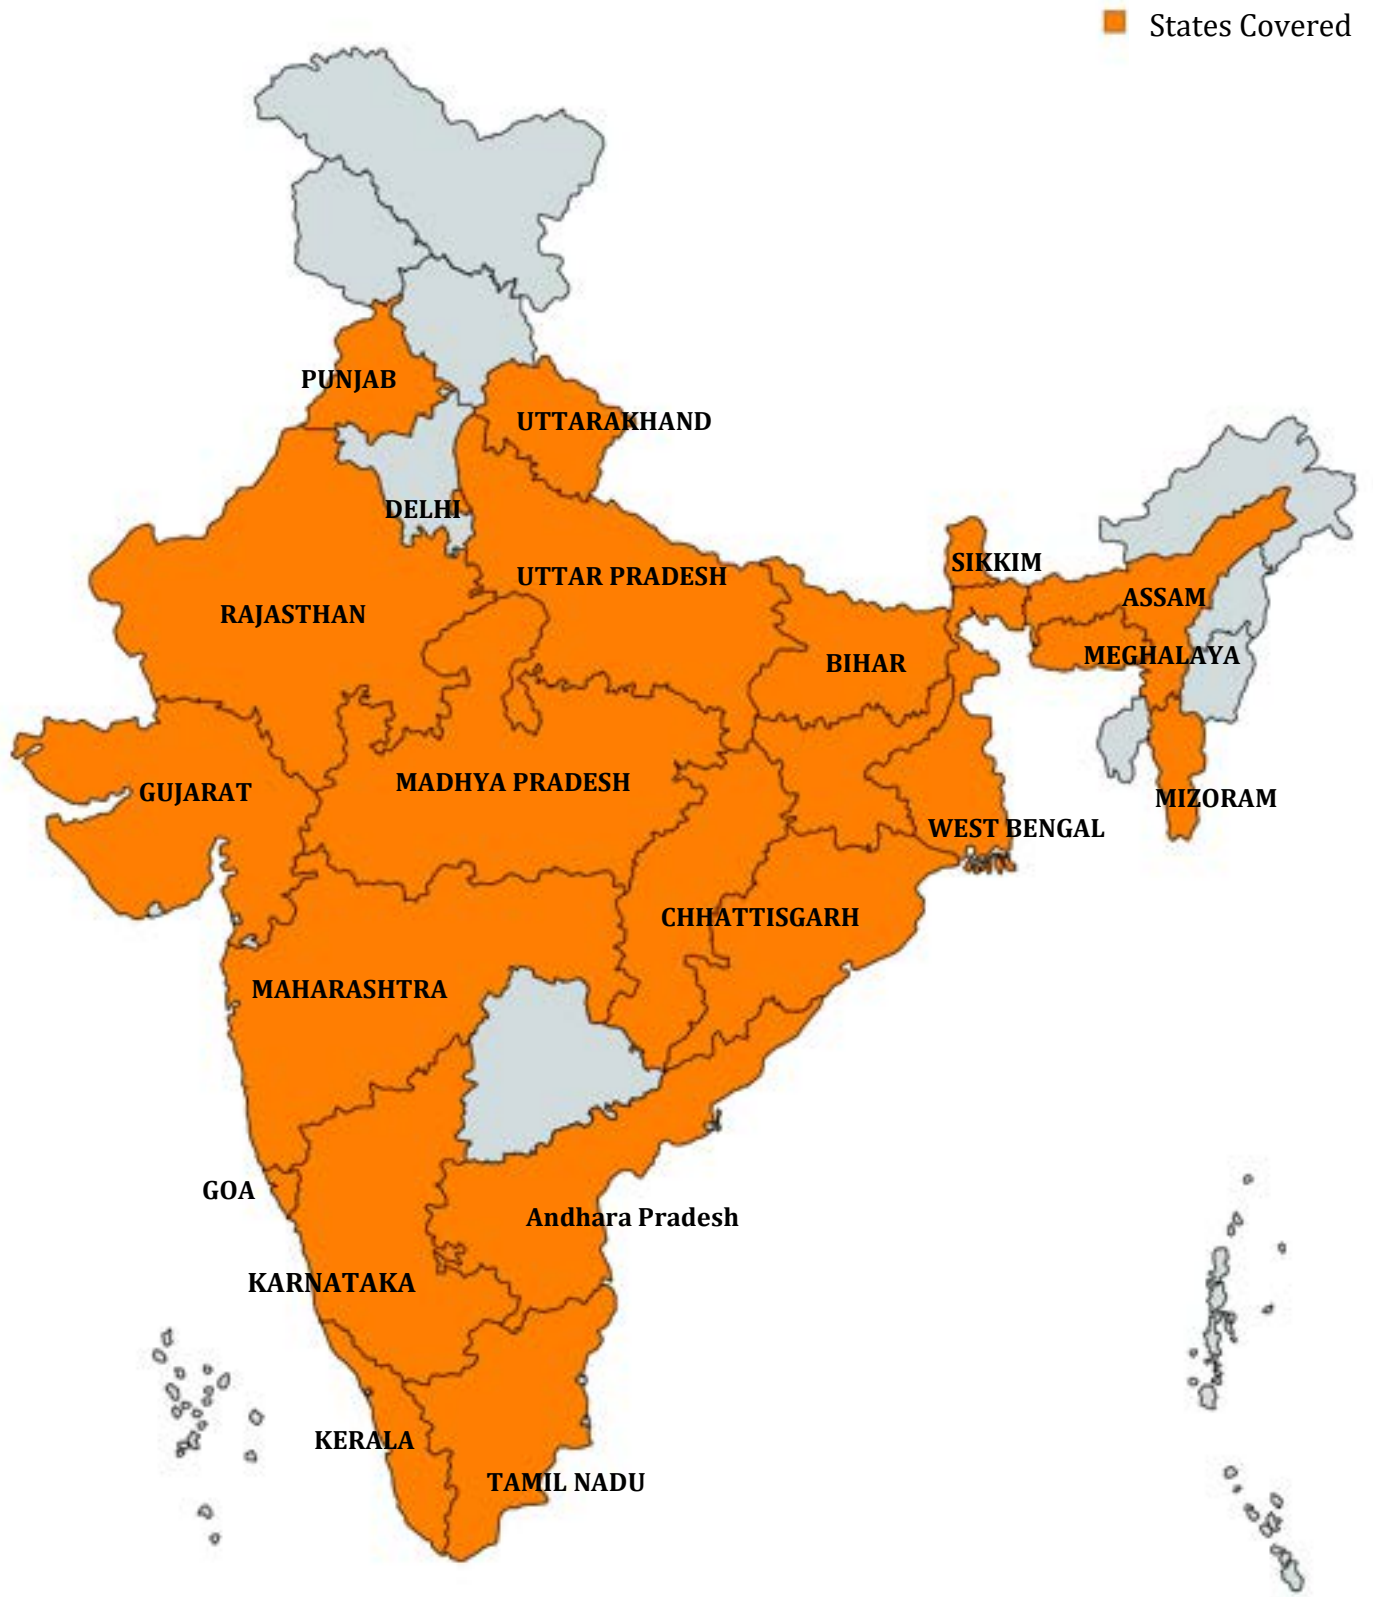 States Covered
PUNJAB
UTTARAKHAND
DELHI
SIKKIM
UTTAR PRADESH
ASSAM
RAJASTHAN
MEGHALAYA
BIHAR
MADHYA PRADESH
GUJARAT
MIZORAM
WEST BENGAL
CHHATTISGARH
MAHARASHTRA
GOA
Andhara Pradesh
KARNATAKA
KERALA
TAMIL NADU